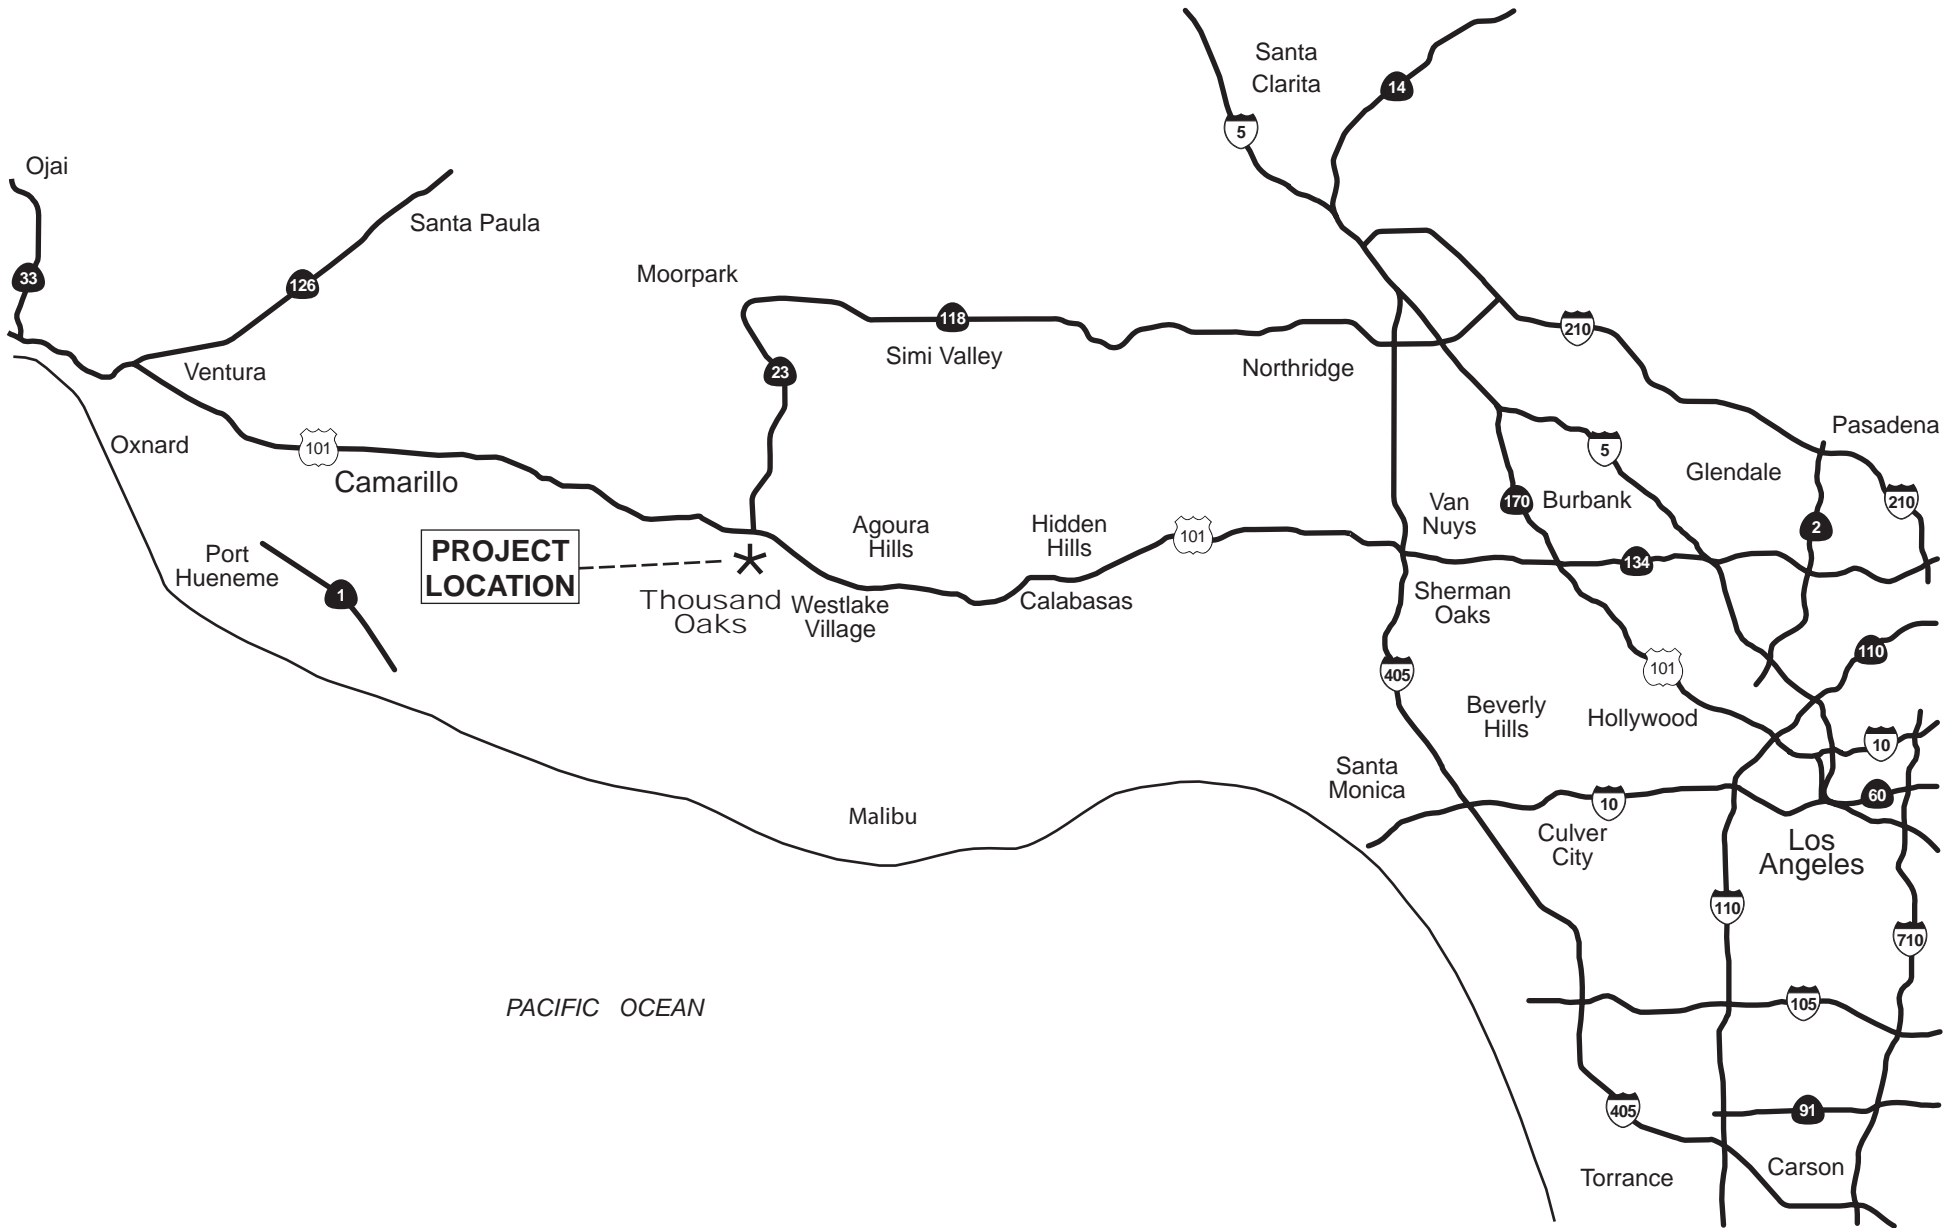 Santa
Clarita
14
5
Ojai
Santa Paula
33
126
Moorpark
118
210
Simi Valley
Northridge
23
Ventura
Pasadena
Oxnard
101
5
Glendale
Camarillo
210
170
Burbank
Van
Nuys
2
Agoura
Hills
Hidden
Hills
101
PROJECT
LOCATION
Port
Hueneme
134
1
Thousand
Oaks
Westlake
Village
Calabasas
Sherman
Oaks
110
405
101
Beverly
Hills
Hollywood
10
Santa
Monica
60
10
Malibu
Culver
City
Los
Angeles
110
710
PACIFIC OCEAN
105
405
91
Torrance
Carson